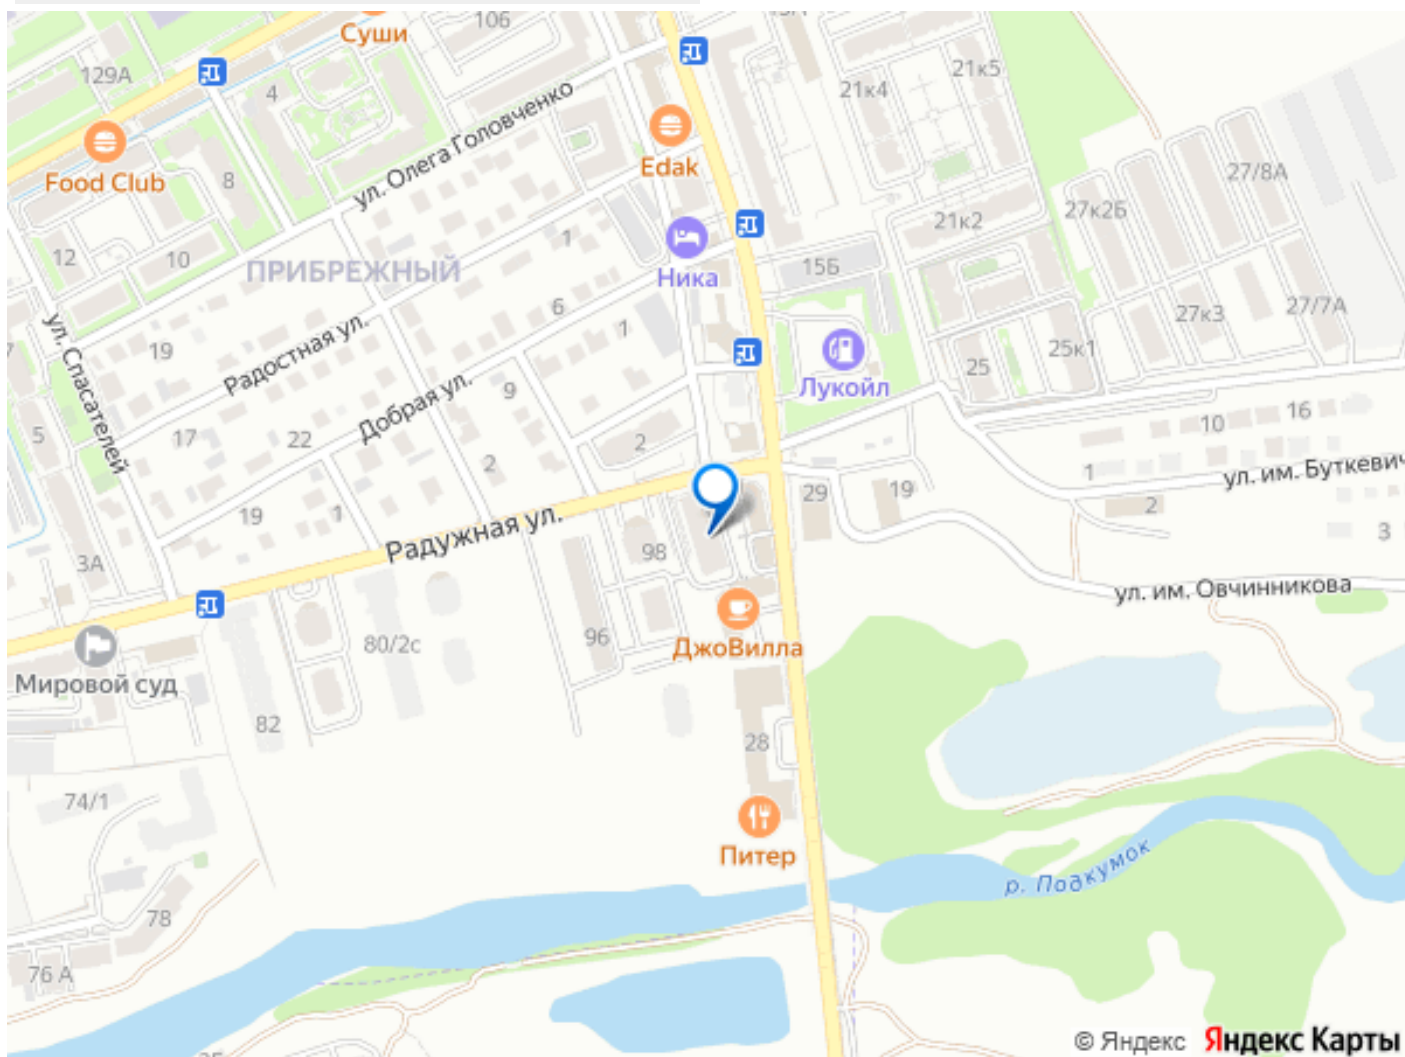 Суши
106
129А
4
21к5
21к4
ул. Олега Головченко
Food Club
8
Edak
27/8А
27к2Б
21к2
12
10
ПРИБРЕЖНЫЙ
1
Ника
15Б
6
1
27к3
27/7А
ул. Спасателей
19
Радостная ул.
25к1
25
Лукойл
9
Добрая ул.
5
17
22
2
10
16
2
1
ул. им. Буткевич
19
1
29
19
2
3
Радужная ул.
98
3А
ул. им. Овчинникова
96
80/2с
ДжоВилла
Мировой суд
82
28
74/1
Питер
р. Подкумок
78
76 А
© Яндекс Яндекс Карты